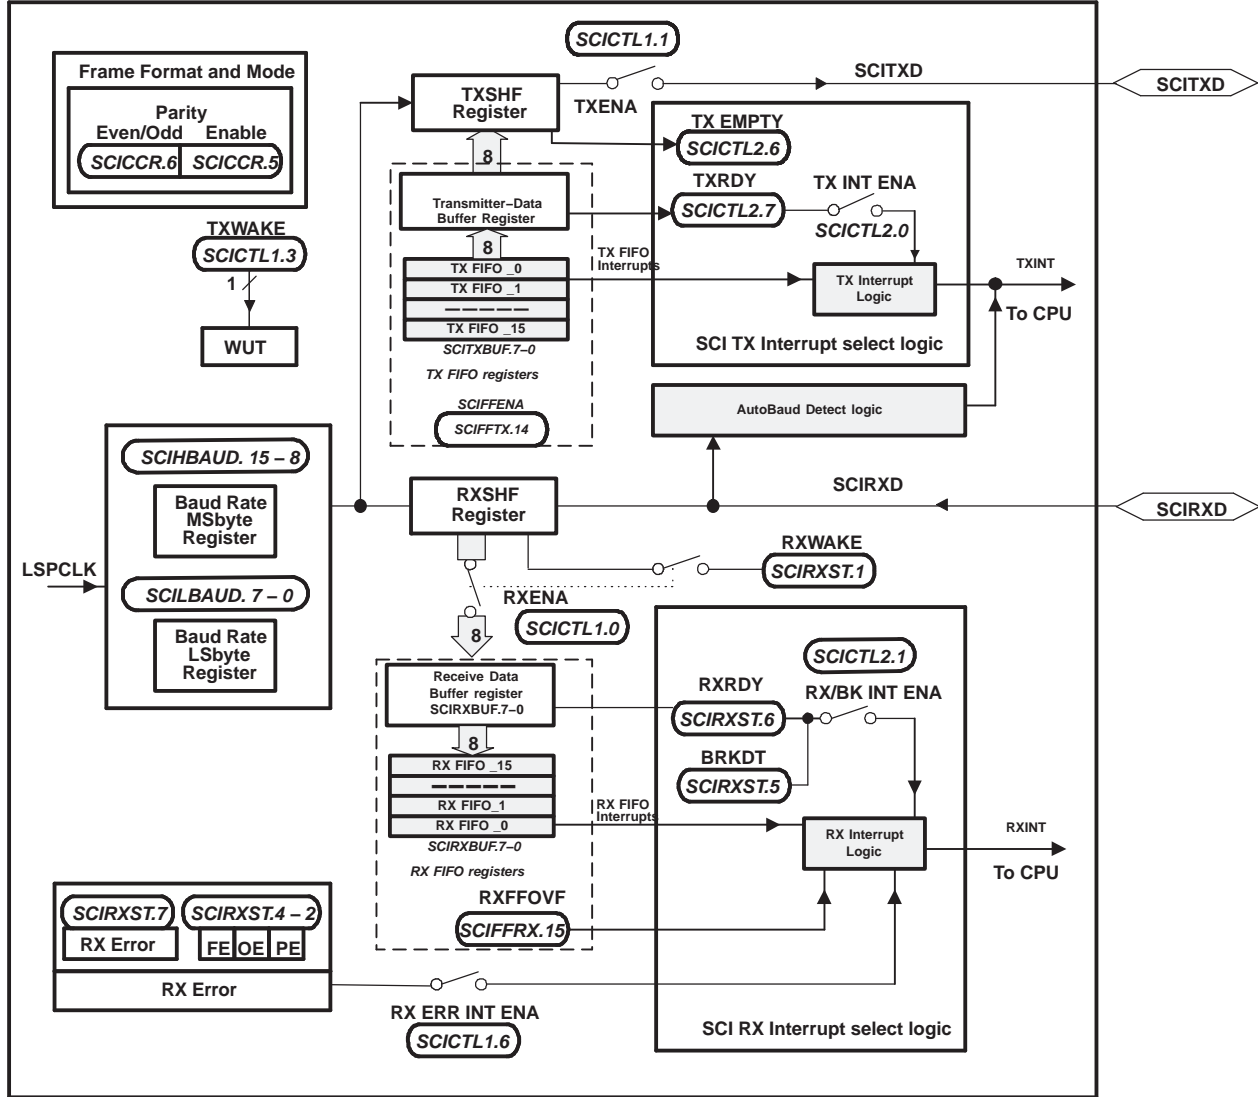 SCICTL1.1
Frame Format and Mode
Parity
Even/Odd Enable
SCICCR.6 SCICCR.5
TXSHF
Register
TXENA
SCITXD
SCITXD
TX EMPTY
SCICTL2.6
8
TXRDY
SCICTL2.7
TX INT ENA
SCICTL2.0
Transmitter–Data
Buffer Register
8
TXWAKE
SCICTL1.3
1
WUT
TX FIFO _0
TX FIFO _1
–––––
TX FIFO _15
SCITXBUF.7–0
TX FIFO registers
SCIFFENA
SCIFFTX.14
TX FIFO
Interrupts
TX Interrupt
Logic
TXINT
To CPU
SCI TX Interrupt select logic
AutoBaud Detect logic
SCIHBAUD. 15 – 8
Baud Rate
MSbyte
Register
LSPCLK
SCILBAUD. 7 – 0
Baud Rate
LSbyte
Register
RXSHF
Register
SCIRXD
SCIRXD
RXWAKE
SCIRXST.1
RXENA
SCICTL1.0
8
Receive Data
Buffer register
SCIRXBUF.7–0
8
SCICTL2.1
RXRDY
RX/BK INT ENA
SCIRXST.6
BRKDT
SCIRXST.5
RX FIFO _15
–––––
RX FIFO_1
RX FIFO _0
SCIRXBUF.7–0
RX FIFO registers
RX FIFO
Interrupts
RX Interrupt
Logic
RXINT
To CPU
RXFFOVF
SCIFFRX.15
SCIRXST.7 SCIRXST.4 – 2
RX Error FE OE PE
RX Error
RX ERR INT ENA
SCICTL1.6
SCI RX Interrupt select logic